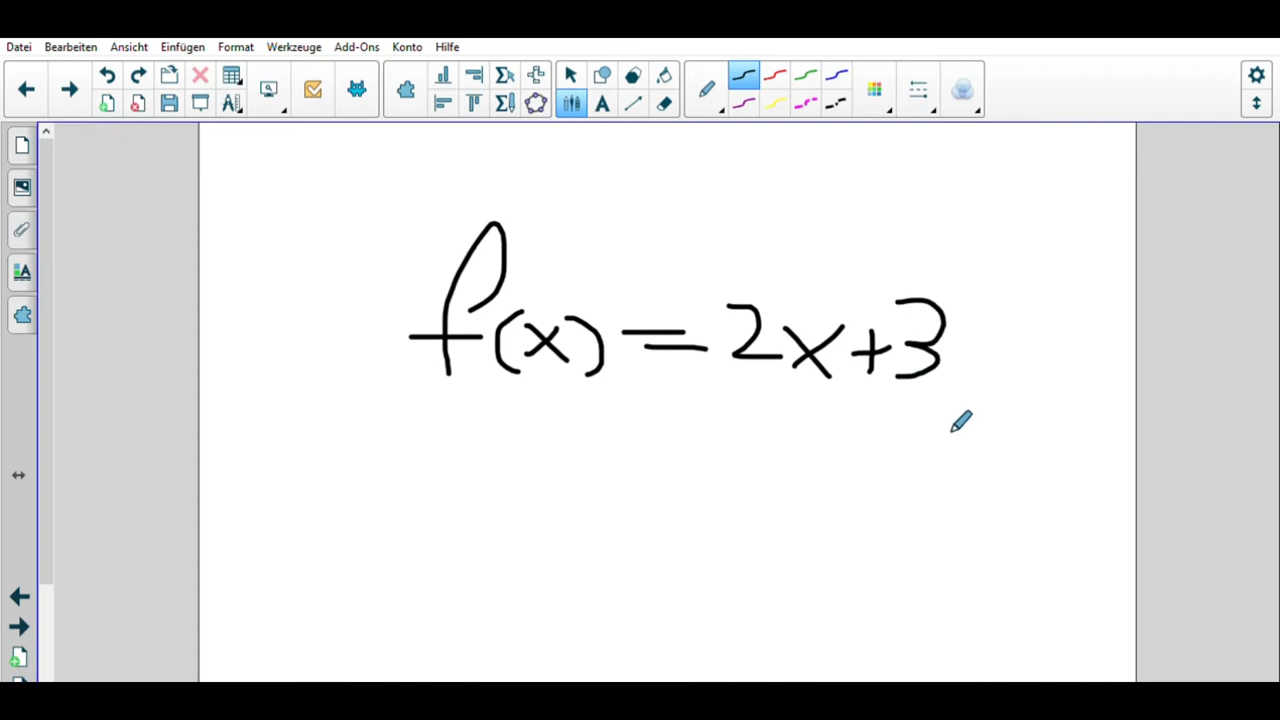 Datei Bearbeiten Ansicht Einfügen Format Werkzeuge Add-Ons Konto Hilfe
f(x) = 2x+3